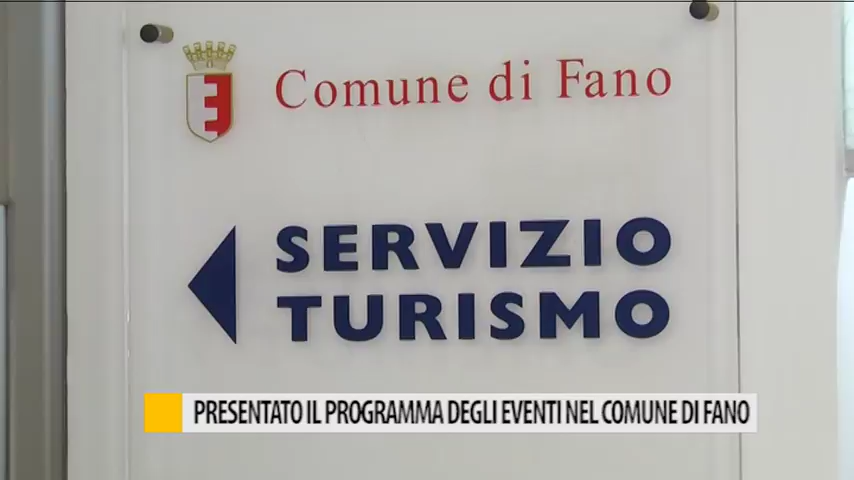 Comune di Fano
SERVIZIO
TURISMO
PRESENTATO IL PROGRAMMA DEGLI EVENTI NEL COMUNE DI FANO